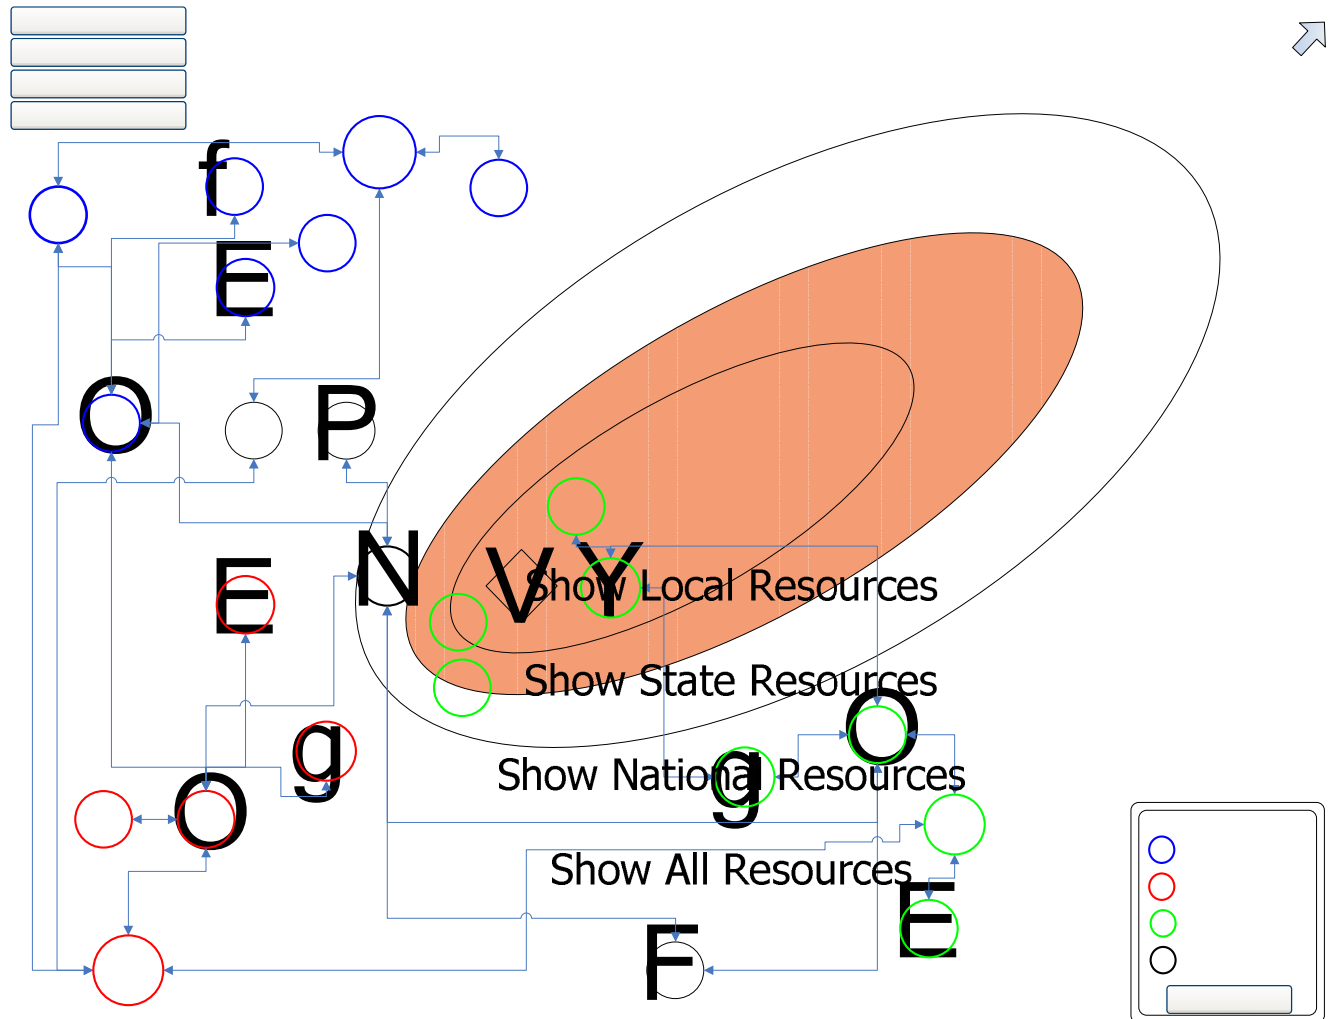 f
E
O
P
N
V
Y
Show Local Resources
E
Show State Resources
O
g
g
Show National Resources
O
Show All Resources
E
F